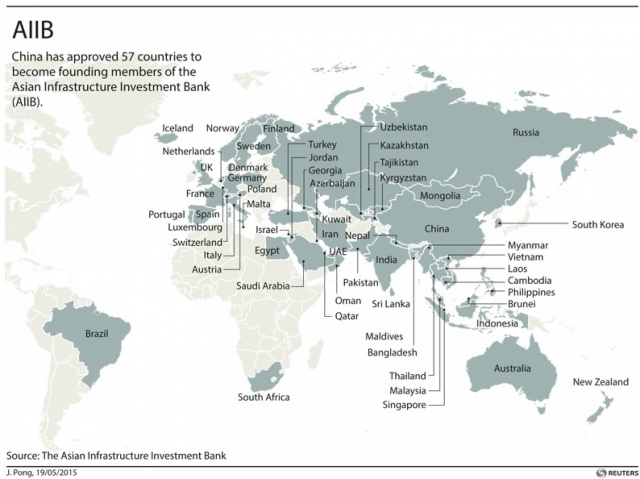 AIIB
China has approved 57 countries to
become founding members of the
Asian Infrastructure Investment Bank
(AIIB).
Iceland
Norway
Finland
Uzbekistan
Russia
Netherlands
Sweden
Turkey
Kazakhstan
UK
Denmark
Jordan
Tajikistan
Germany
Georgia
Kyrgyzstan
France
Poland
Azerbaijan
Mongolia
Malta
Portugal
Spain
Kuwait
China
South Korea
Luxembourg
Israel
Iran
Nepal
Switzerland
Egypt
UAE
India
Myanmar
Italy
Vietnam
Austria
Laos
Saudi Arabia
Pakistan
Cambodia
Oman
Sri Lanka
Philippines
Qatar
Brunei
Brazil
Maldives
Indonesia
Bangladesh
Thailand
Australia
Malaysia
New Zealand
South Africa
Singapore
Source: The Asian Infrastructure Investment Bank
J. Pong, 19/05/2015
REUTERS